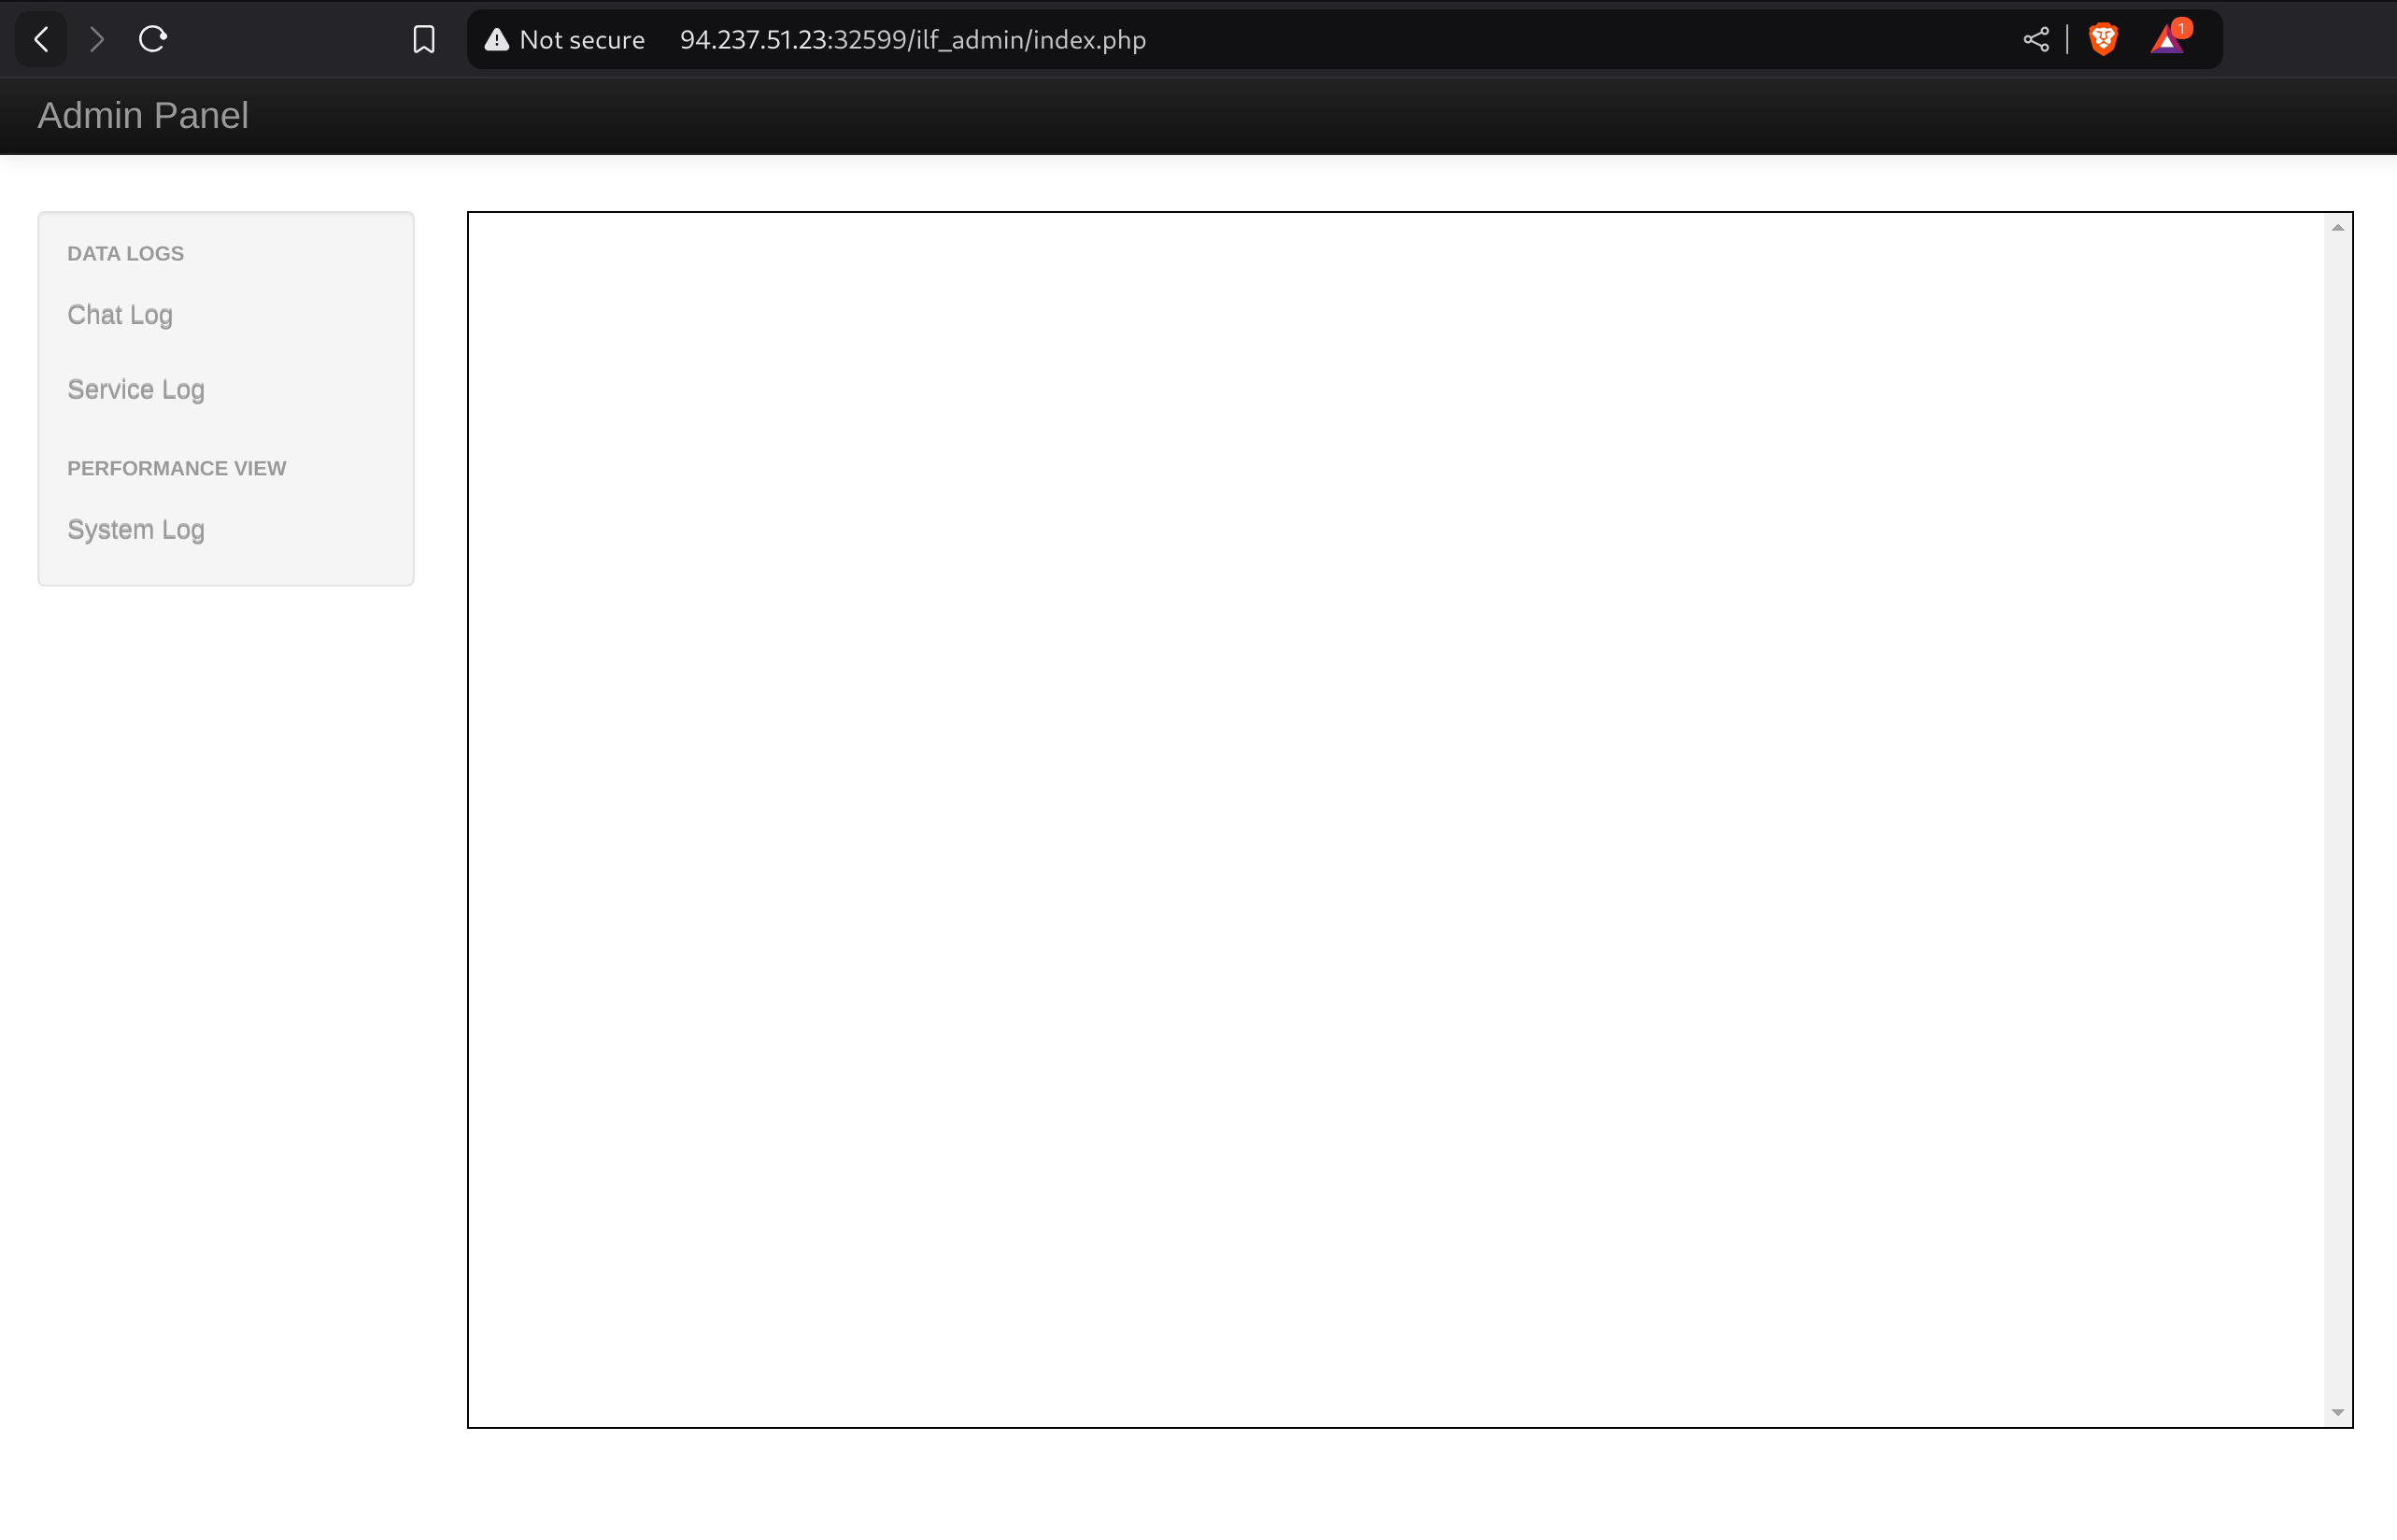 Not secure 94.237.51.23:32599/ilf_admin/index.php
1
Admin Panel
DATA LOGS
Chat Log
Service Log
PERFORMANCE VIEW
System Log